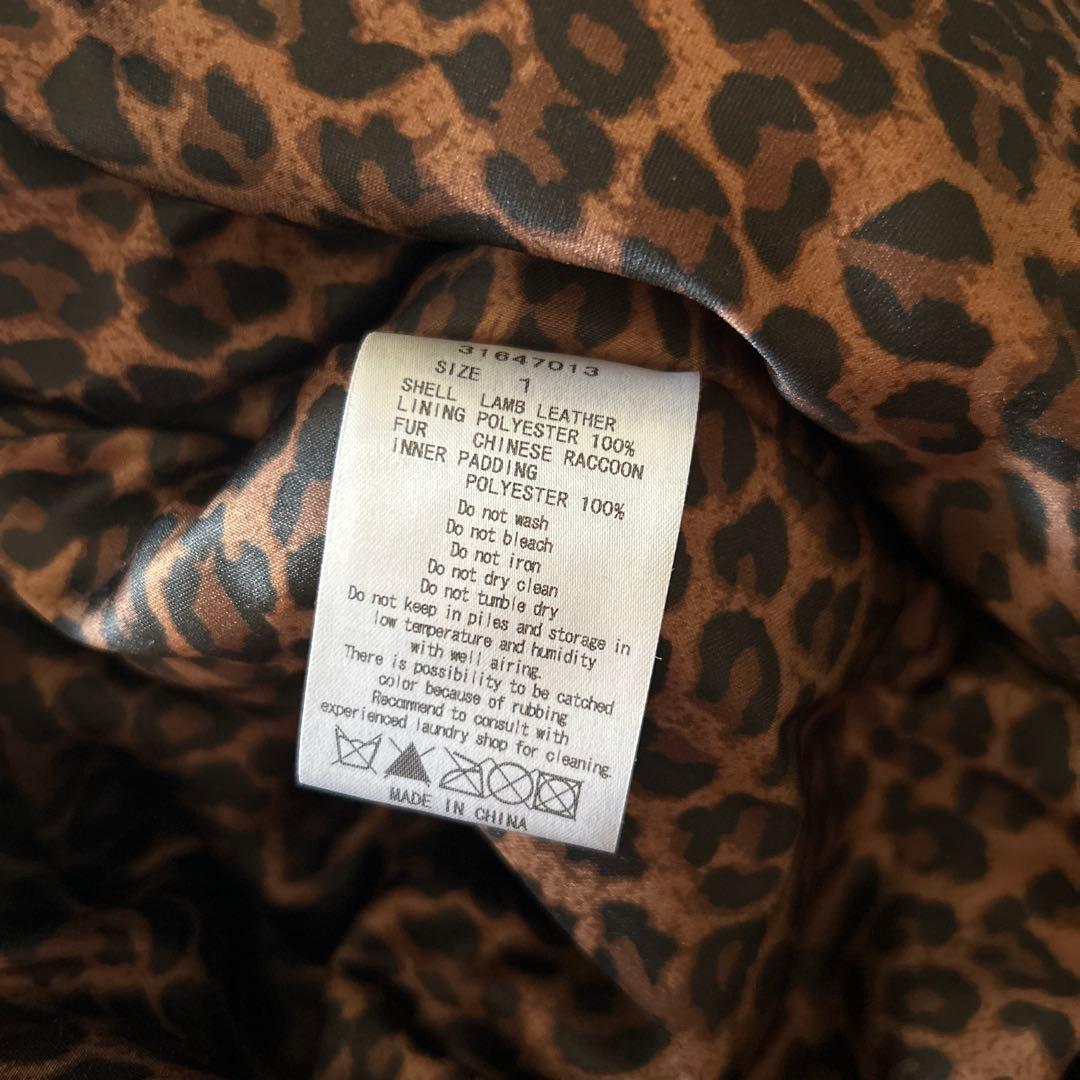 31647013
SIZE 1
SHELL LAMB LEATHER
LINING POLYESTER 100%
FUR CHINESE RACCOON
INNER PADDING
POLYESTER 100%
Do not wash
Do not bleach
Do not iron
Do not dry clean
Do not tumble dry
Do not keep in piles and storage in
low temperature and humidity
with well airing.
There is possibility to be catched
color because of rubbing
Recommend to consult with
experienced laundry shop for cleaning.
MADE IN CHINA